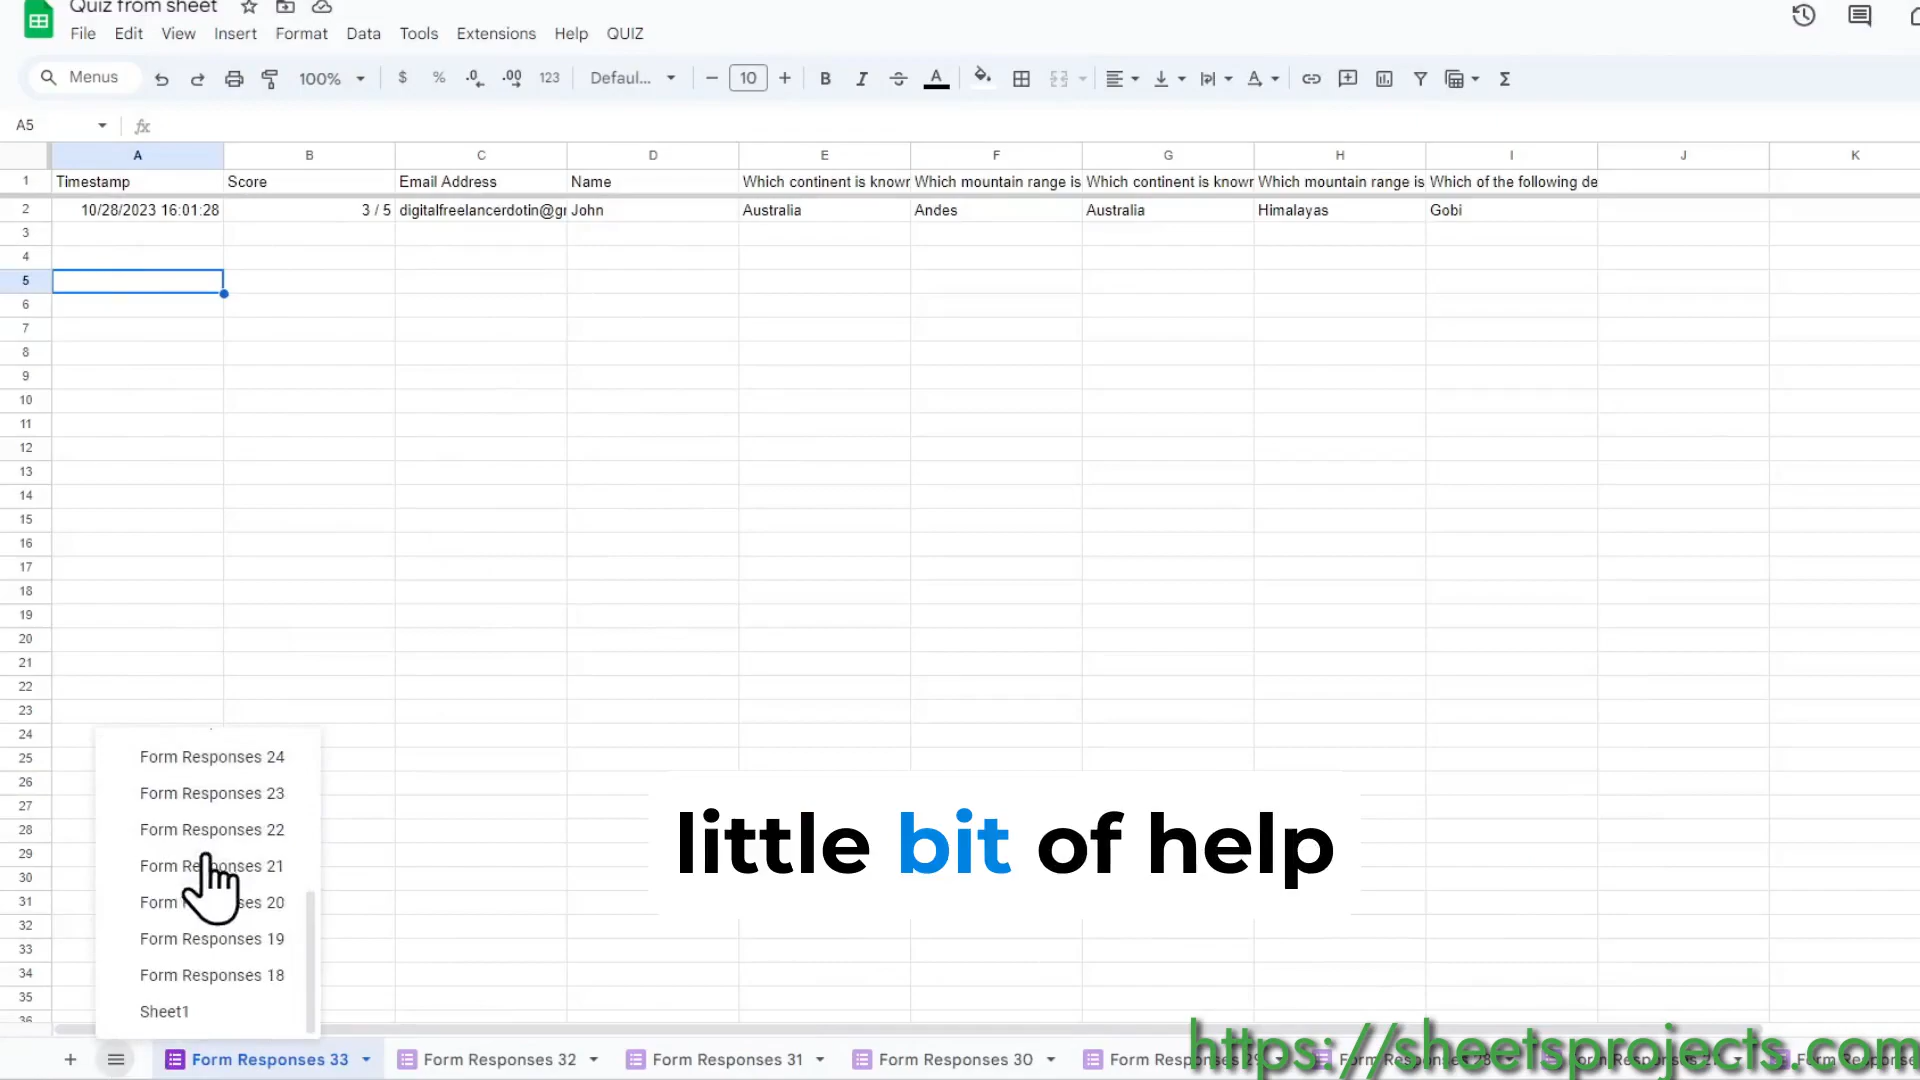 Quiz from sheet
File Edit View Insert Format Data Tools Extensions Help QUIZ
Menus 100% $ % .0 .00 123 Defaul... 10 B I A
A5 fx
A B C D E F G H I J K
1 Timestamp Score Email Address Name Which continent is known Which mountain range is Which continent is known Which mountain range is Which of the following de
2 10/28/2023 16:01:28 3 / 5 digitalfreelancerdotin@gr John Australia Andes Australia Himalayas Gobi
3
4
5
6
7
8
9
10
11
12
13
14
15
16
17
18
19
20
21
22
23
24
25
26
27
28
29
30
31
32
33
34
35
36
Form Responses 24
Form Responses 23
Form Responses 22
Form Responses 21
Form Responses 20
Form Responses 19
Form Responses 18
Sheet1
little bit of help
Form Responses 33 Form Responses 32 Form Responses 31 Form Responses 30 Form
https://sheetsprojects.com